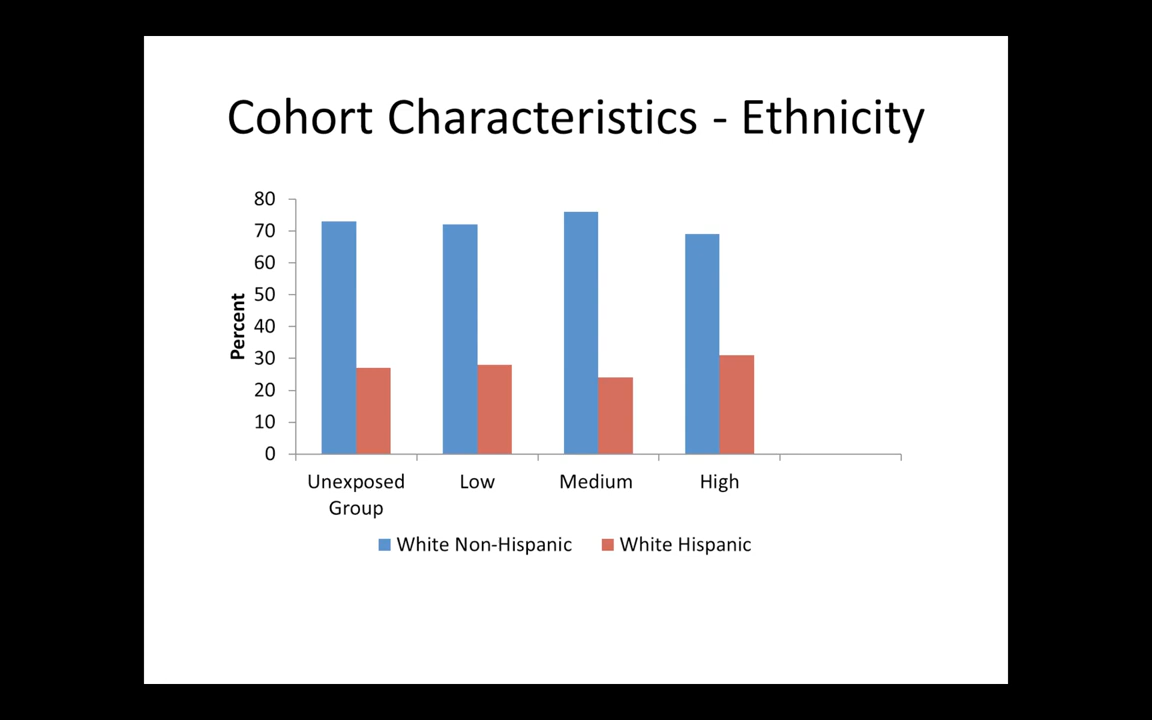 Cohort Characteristics - Ethnicity
80
70
60
50
40
30
20
10
0
Percent
Unexposed Group
Low
Medium
High
White Non-Hispanic
White Hispanic